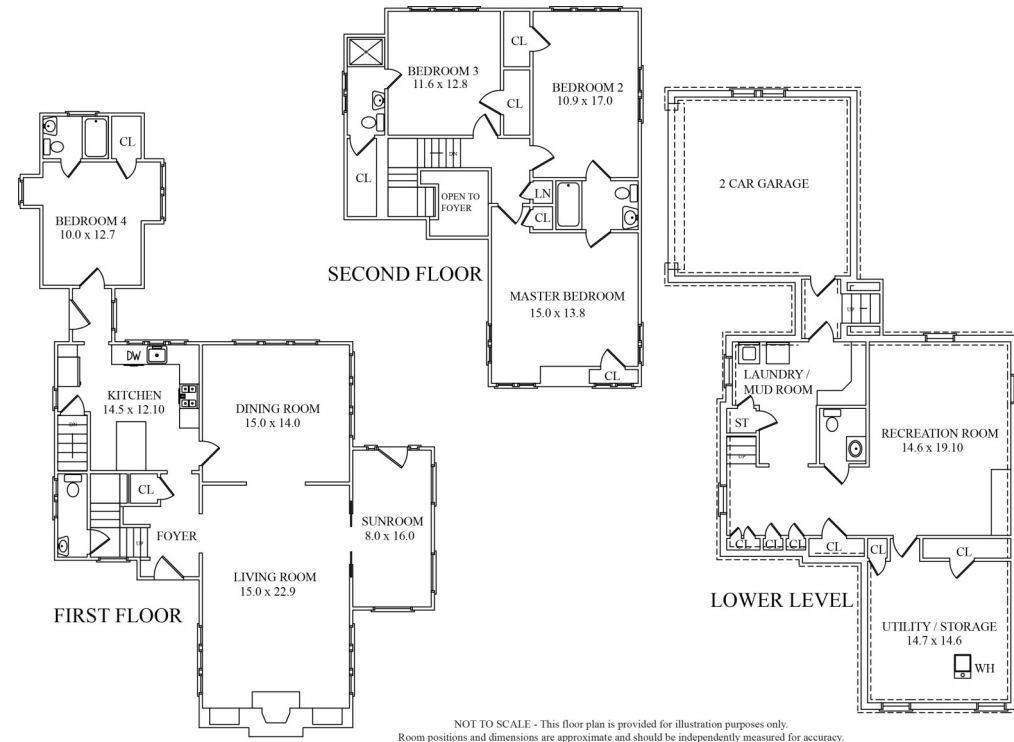 CL
BEDROOM 3
11.6 x 12.8
CL
BEDROOM 2
10.9 x 17.0
CL
DN
CL
OPEN TO
FOYER
LN
CL
MASTER BEDROOM
15.0 x 13.8
CL
SECOND FLOOR
CL
BEDROOM 4
10.0 x 12.7
DW
KITCHEN
14.5 x 12.10
DN
DINING ROOM
15.0 x 14.0
CL
FOYER
UP
SUNROOM
8.0 x 16.0
LIVING ROOM
15.0 x 22.9
FIRST FLOOR
2 CAR GARAGE
UP
LAUNDRY /
MUD ROOM
ST
UP
RECREATION ROOM
14.6 x 19.10
CL
CL
CL
CL
CL
CL
LOWER LEVEL
UTILITY / STORAGE
14.7 x 14.6
WH
NOT TO SCALE - This floor plan is provided for illustration purposes only.
Room positions and dimensions are approximate and should be independently measured for accuracy.